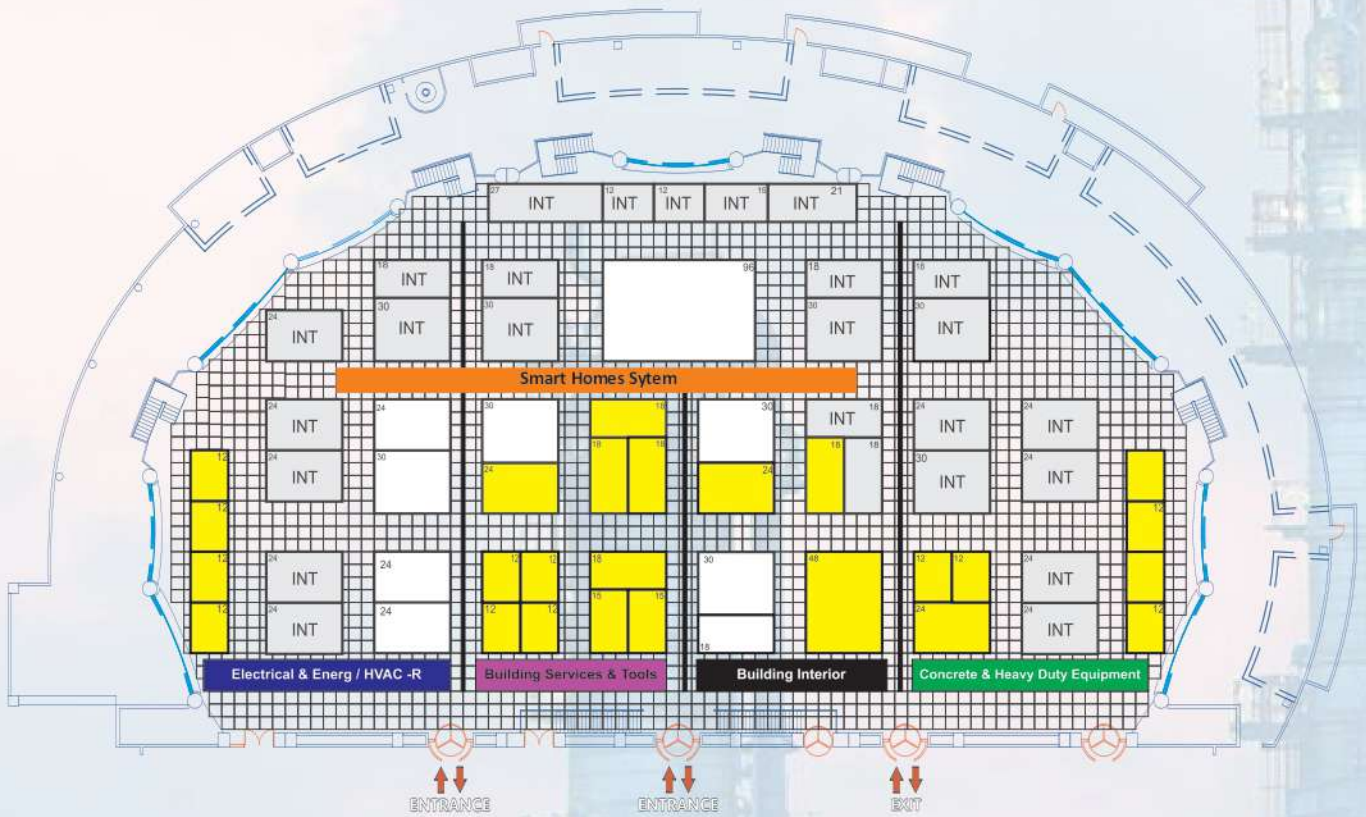 27 INT 12 INT 12 INT INT 15 INT 21
18 INT 18 INT 96 18 INT 18 INT
24 INT 30 INT 30 INT 30 INT 30 INT
Smart Homes Sytem
24 INT 24 30 18 30 INT 18 24 INT 24 INT
12 24 INT 30 24 18 18 24 18 18 30 INT 24 INT
12 12
12 24 INT 24 12 12 18 30 48 12 12 24 INT
12 24 INT 24 12 12 15 15 18 24 24 INT 12
Electrical & Energ / HVAC -R
Building Services & Tools
Building Interior
Concrete & Heavy Duty Equipment
ENTRANCE
ENTRANCE
EXIT